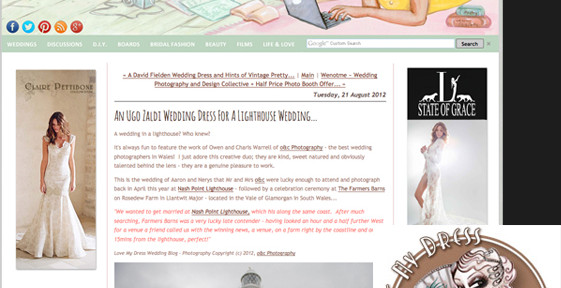 WEDDINGS DISCUSSIONS D.I.P. BOARDS BRIDAL FASHION BEAUTY FILMS LIFE & LOVE Google™ Custom Search Search ×
CLAIRE PETTIBONE
« A David Fielden Wedding Dress and Hints of Vintage Pretty... | Main | Wenotme ~ Wedding
Photography and Design Collective + Half Price Photo Booth Offer... »
Tuesday, 21 August 2012
An Ugo Zaldi Wedding Dress For A Lighthouse Wedding...
A wedding in a lighthouse? Who knew?
It's always fun to feature the work of Owen and Charis Warrell of o&c Photography - the best wedding
photographers in Wales! I just adore this creative duo; they are kind, sweet natured and obviously
talented behind the lens - they are a genuine pleasure to work.
This is the wedding of Aaron and Nerys that Mr and Mrs o&c were lucky enough to attend and photograph
back in April this year at Nash Point Lighthouse - followed by a celebration ceremony at The Farmers Barns
on Rosedew Farm in Llantwit Major - located in the Vale of Glamorgan in South Wales...
"We wanted to get married at Nash Point Lighthouse, which his along the same coast. After much
searching, Farmers Barns was a very lucky late contender - having looked an hour and a half further West
for a venue a friend called us with the winning news, a venue, on a farm right by the coastline and is
15mins from the lighthouse, perfect!"
Love My Dress Wedding Blog - Photography Copyright (c) 2012, o&c Photography
STATE OF GRACE
MY DRESS